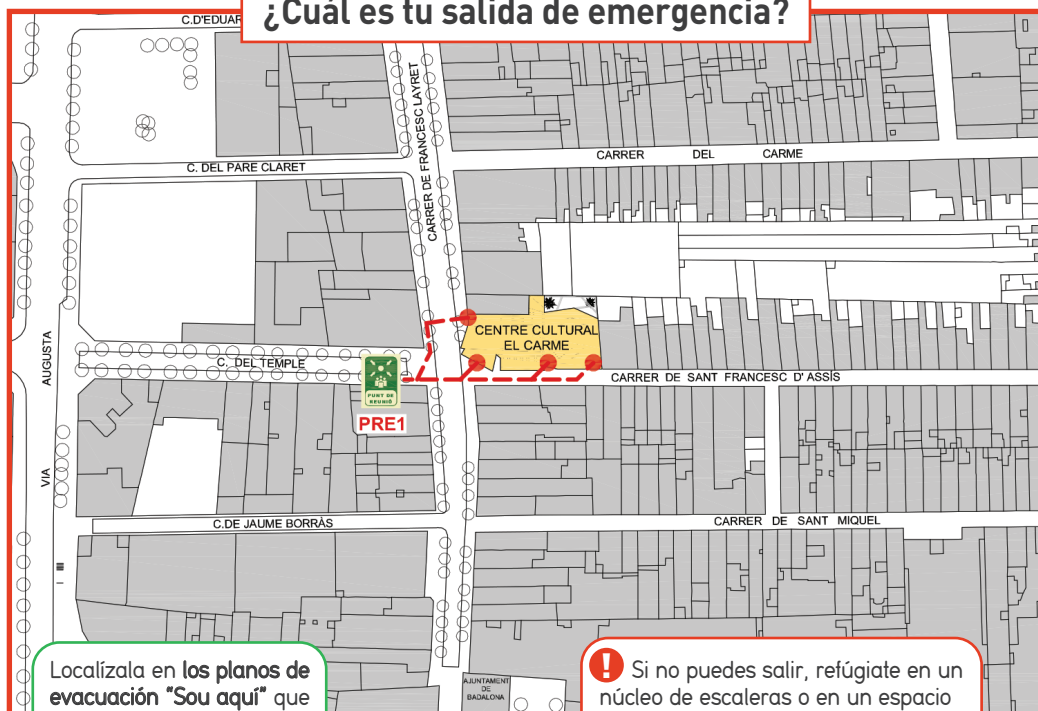 ¿Cuál es tu salida de emergencia?
C.D'EDUAR
CARRER DE FRANCESC LAYRET
C. DEL PARE CLARET
CARRER DEL CARME
CENTRE CULTURAL
EL CARME
VIA AUGUSTA
C. DEL TEMPLE
PUNT DE
REUNIÓ
PRE1
CARRER DE SANT FRANCESC D'ASSÍS
C.DE JAUME BORRÀS
CARRER DE SANT MIQUEL
AJUNTAMENT
DE
BADALONA
Localízala en los planos de
evacuación "Sou aquí" que
! Si no puedes salir, refúgiate en un
núcleo de escaleras o en un espacio